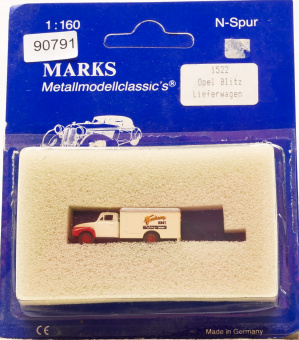 1:160
N-Spur
90791
MARKS
Metallmodellclassic's®
1522
Opel Blitz
Lieferwagen
CE
Made in Germany